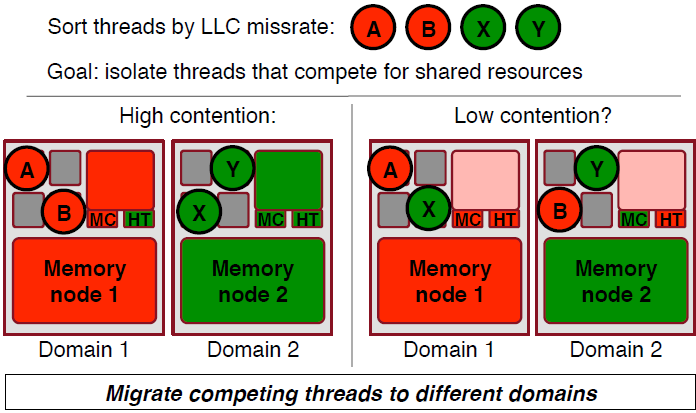 Sort threads by LLC missrate: A B X Y
Goal: isolate threads that compete for shared resources
High contention:
A
B
MC HT
Memory
node 1
Domain 1
Y
X
MC HT
Memory
node 2
Domain 2
Low contention?
A
X
MC HT
Memory
node 1
Domain 1
Y
B
MC HT
Memory
node 2
Domain 2
Migrate competing threads to different domains